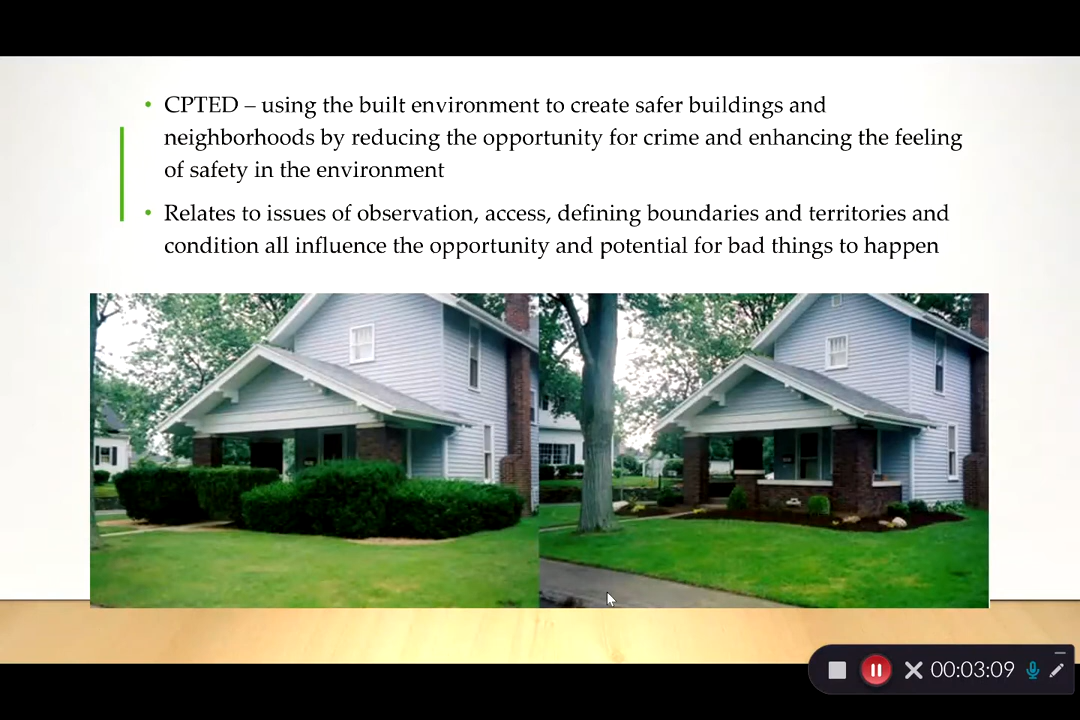 • CPTED – using the built environment to create safer buildings and
neighborhoods by reducing the opportunity for crime and enhancing the feeling
of safety in the environment
• Relates to issues of observation, access, defining boundaries and territories and
condition all influence the opportunity and potential for bad things to happen
00:03:09